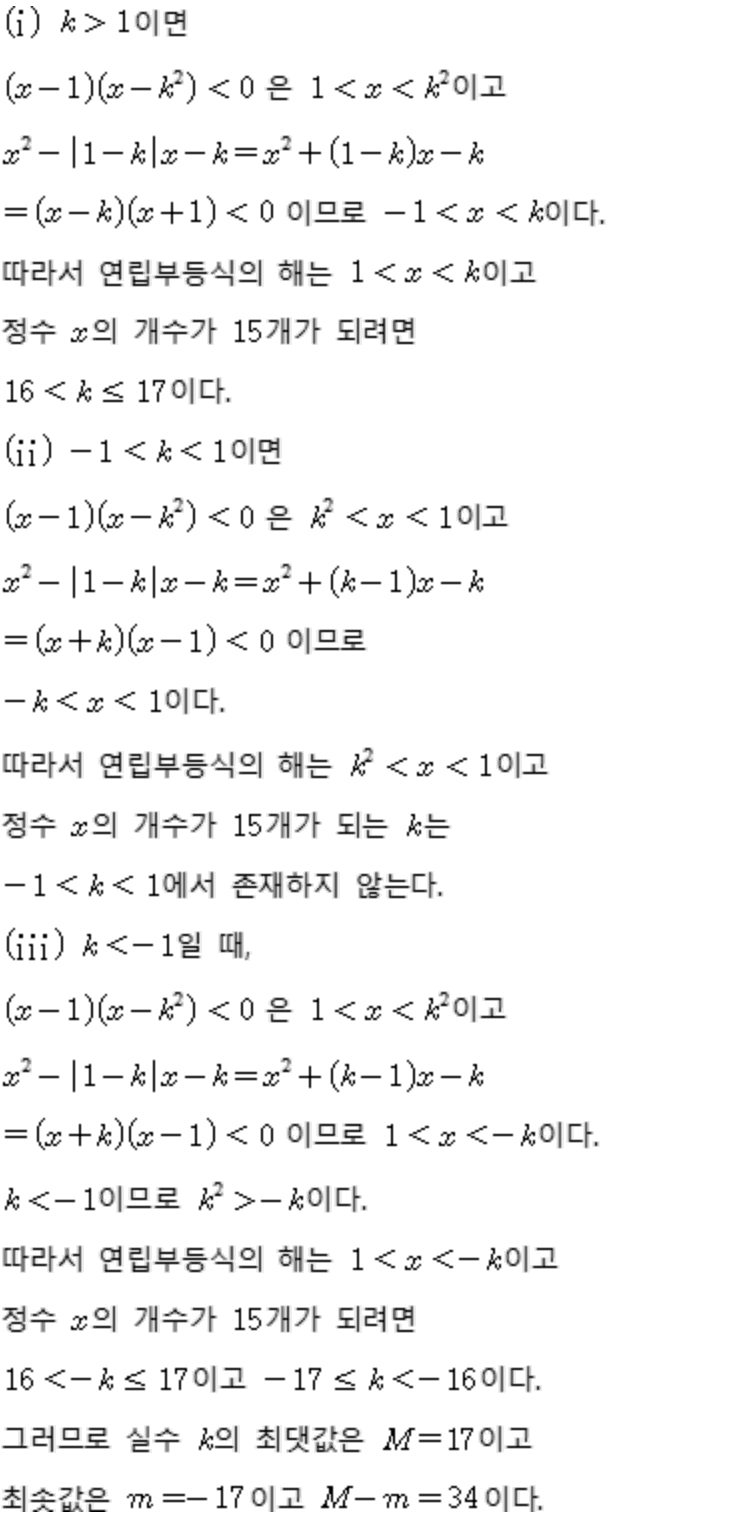 (i) k > 1이면
(x-1)(x-k²) < 0 은 1 < x < k²이고
x² - |1-k|x - k = x² + (1-k)x - k
= (x-k)(x+1) < 0 이므로 -1 < x < k이다.
따라서 연립부등식의 해는 1 < x < k이고
정수 x의 개수가 15개가 되려면
16 < k ≤ 17이다.
(ii) -1 < k < 1이면
(x-1)(x-k²) < 0 은 k² < x < 1이고
x² - |1-k|x - k = x² + (k-1)x - k
= (x+k)(x-1) < 0 이므로
-k < x < 1이다.
따라서 연립부등식의 해는 k² < x < 1이고
정수 x의 개수가 15개가 되는 k는
-1 < k < 1에서 존재하지 않는다.
(iii) k < -1일 때,
(x-1)(x-k²) < 0 은 1 < x < k²이고
x² - |1-k|x - k = x² + (k-1)x - k
= (x+k)(x-1) < 0 이므로 1 < x < -k이다.
k < -1이므로 k² > -k이다.
따라서 연립부등식의 해는 1 < x < -k이고
정수 x의 개수가 15개가 되려면
16 < -k ≤ 17이고 -17 ≤ k < -16이다.
그러므로 실수 k의 최댓값은 M = 17이고
최솟값은 m = -17이고 M - m = 34이다.